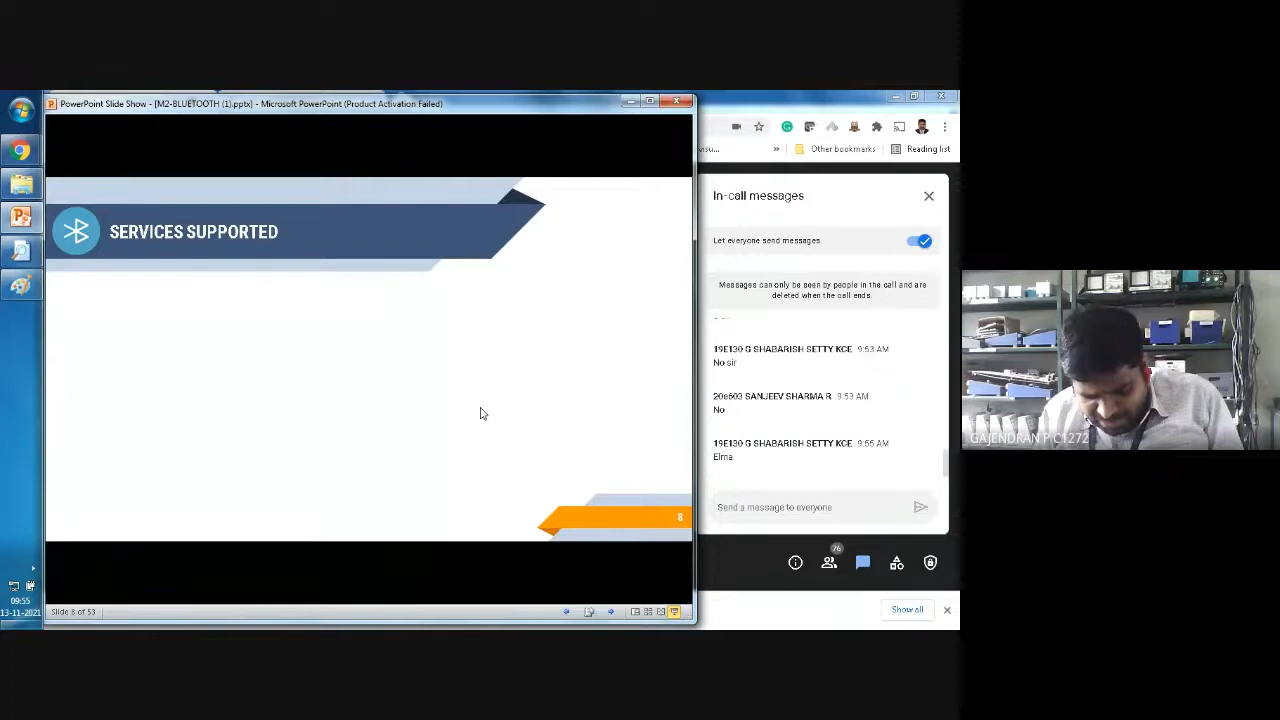 PowerPoint Slide Show - [M2-BLUETOOTH (1).pptx] - Microsoft PowerPoint (Product Activation Failed)
SERVICES SUPPORTED
8
Slide 8 of 53
09:55
13-11-2021
Other bookmarks
Reading list
In-call messages
Let everyone send messages
Messages can only be seen by people in the call and are
deleted when the call ends.
19E130 G SHABARISH SETTY KCE 9:53 AM
No sir
20e603 SANJEEV SHARMA R 9:53 AM
No
19E130 G SHABARISH SETTY KCE 9:55 AM
Elma
Send a message to everyone
76
Show all
GAJENDRAN P C1272